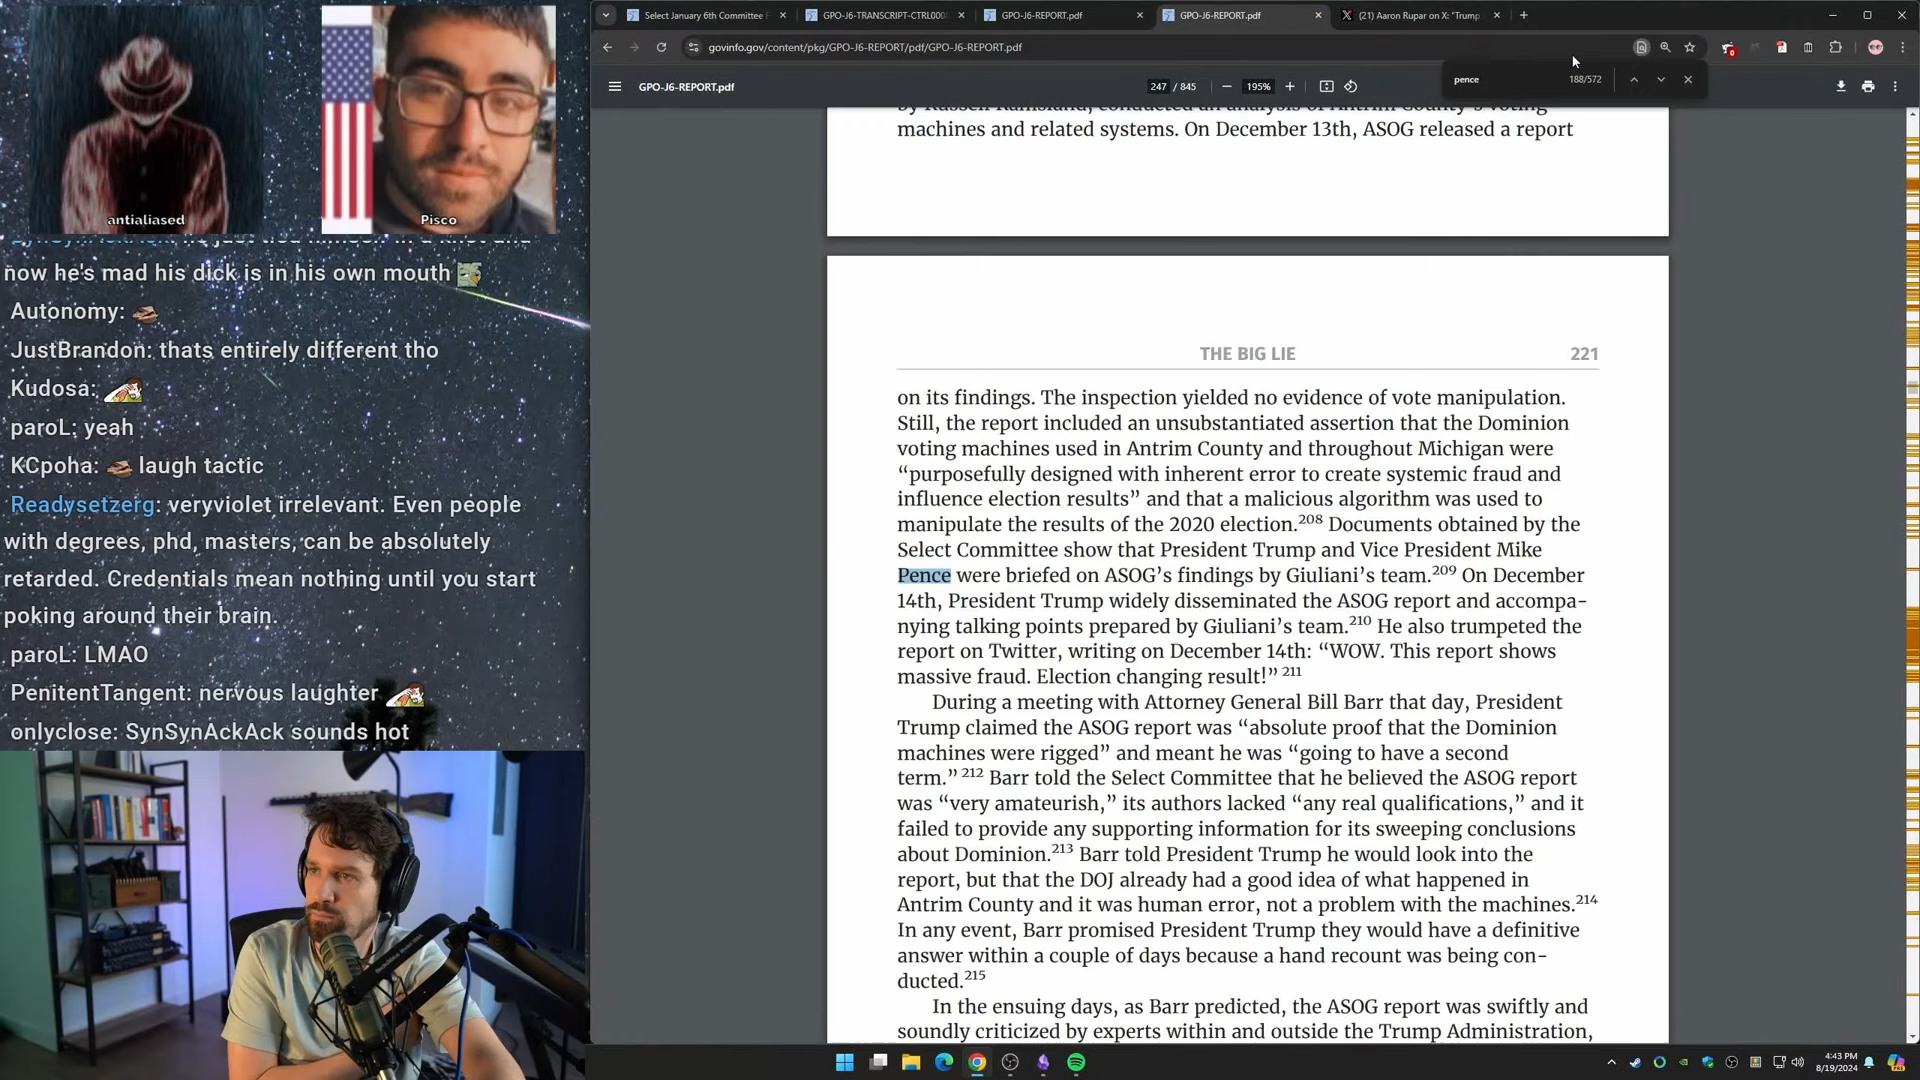 Select January 6th Committee F
GPO-J6-TRANSCRIPT-CTRL000
GPO-J6-REPORT.pdf
GPO-J6-REPORT.pdf
(21) Aaron Rupar on X: "Trump
govinfo.gov/content/pkg/GPO-J6-REPORT/pdf/GPO-J6-REPORT.pdf
GPO-J6-REPORT.pdf
247 / 845
195%
pence
188/572
antialiased
Pisco
now he's mad his dick is in his own mouth
Autonomy:
JustBrandon: thats entirely different tho
Kudosa:
paroL: yeah
KCpoha: laugh tactic
Readysetzerg: veryviolet irrelevant. Even people
with degrees, phd, masters, can be absolutely
retarded. Credentials mean nothing until you start
poking around their brain.
paroL: LMAO
PenitentTangent: nervous laughter
onlyclose: SynSynAckAck sounds hot
machines and related systems. On December 13th, ASOG released a report
THE BIG LIE 221
on its findings. The inspection yielded no evidence of vote manipulation.
Still, the report included an unsubstantiated assertion that the Dominion
voting machines used in Antrim County and throughout Michigan were
“purposefully designed with inherent error to create systemic fraud and
influence election results” and that a malicious algorithm was used to
manipulate the results of the 2020 election.208 Documents obtained by the
Select Committee show that President Trump and Vice President Mike
Pence were briefed on ASOG’s findings by Giuliani’s team.209 On December
14th, President Trump widely disseminated the ASOG report and accompa-
nying talking points prepared by Giuliani’s team.210 He also trumpeted the
report on Twitter, writing on December 14th: “WOW. This report shows
massive fraud. Election changing result!” 211
During a meeting with Attorney General Bill Barr that day, President
Trump claimed the ASOG report was “absolute proof that the Dominion
machines were rigged” and meant he was “going to have a second
term.” 212 Barr told the Select Committee that he believed the ASOG report
was “very amateurish,” its authors lacked “any real qualifications,” and it
failed to provide any supporting information for its sweeping conclusions
about Dominion.213 Barr told President Trump he would look into the
report, but that the DOJ already had a good idea of what happened in
Antrim County and it was human error, not a problem with the machines.214
In any event, Barr promised President Trump they would have a definitive
answer within a couple of days because a hand recount was being con-
ducted.215
In the ensuing days, as Barr predicted, the ASOG report was swiftly and
soundly criticized by experts within and outside the Trump Administration,
4:43 PM
8/19/2024